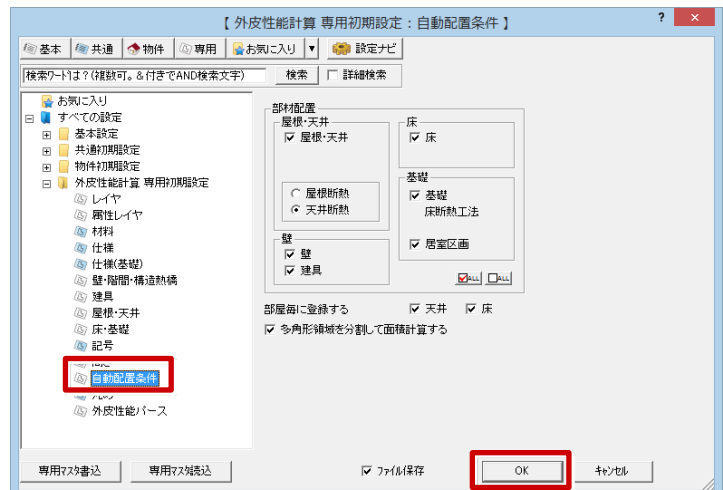 【 外皮性能計算 専用初期設定：自動配置条件 】
? ×
基本 共通 物件 専用 お気に入り ▼ 設定ナビ
検索ワードは？(複数可。＆付きでAND検索文字) 検索 詳細検索
お気に入り
すべての設定
基本設定
共通初期設定
物件初期設定
外皮性能計算 専用初期設定
レイヤ
属性レイヤ
材料
仕様
仕様(基礎)
壁・階間・構造熱橋
建具
屋根・天井
床・基礎
記号
自動配置条件
外皮性能パース
部材配置
屋根・天井
屋根・天井
屋根断熱
天井断熱
壁
壁
建具
床
床
基礎
基礎
床断熱工法
居室区画
ALL ALL
部屋毎に登録する 天井 床
多角形領域を分割して面積計算する
専用マスタ書込 専用マスタ読込 ファイル保存 OK キャンセル